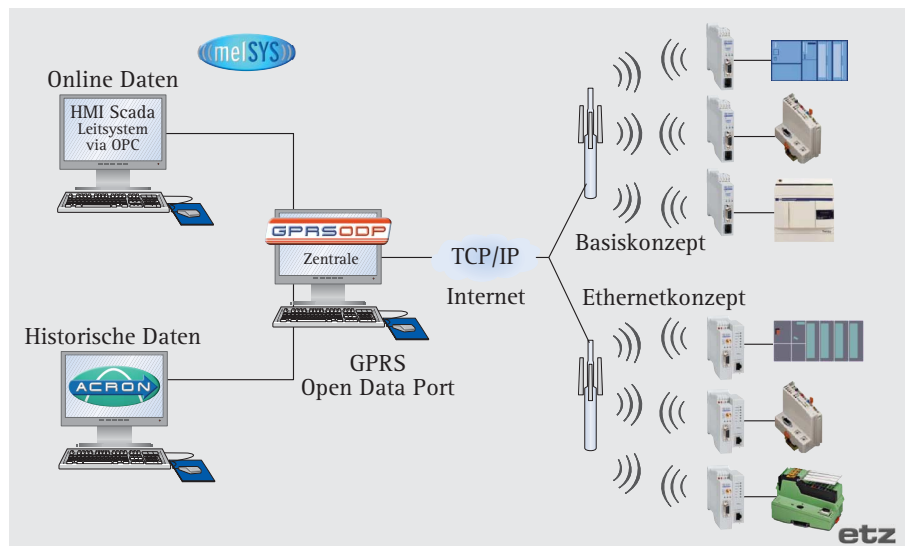 melSYS
Online Daten
HMI Scada
Leitsystem
via OPC
GPRSODP
Zentrale
TCP/IP
Internet
Basiskonzept
Ethernetkonzept
Historische Daten
ACRON
GPRS
Open Data Port
etz